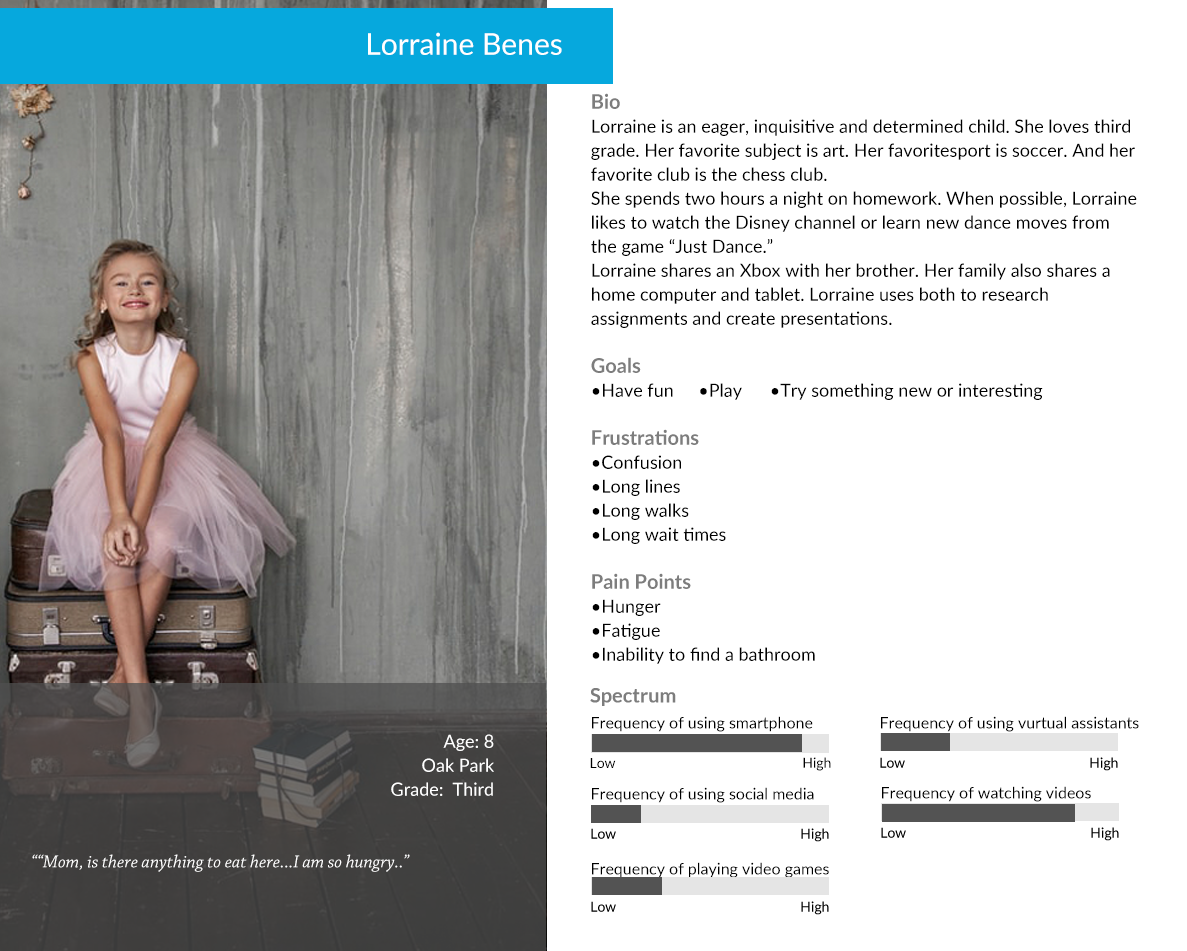 Lorraine Benes
Bio
Lorraine is an eager, inquisitive and determined child. She loves third
grade. Her favorite subject is art. Her favoritesport is soccer. And her
favorite club is the chess club.
She spends two hours a night on homework. When possible, Lorraine
likes to watch the Disney channel or learn new dance moves from
the game “Just Dance.”
Lorraine shares an Xbox with her brother. Her family also shares a
home computer and tablet. Lorraine uses both to research
assignments and create presentations.
Goals
•Have fun •Play •Try something new or interesting
Frustrations
•Confusion
•Long lines
•Long walks
•Long wait times
Pain Points
•Hunger
•Fatigue
•Inability to find a bathroom
Spectrum
Frequency of using smartphone
Low High
Frequency of using social media
Low High
Frequency of playing video games
Low High
Frequency of using vurtual assistants
Low High
Frequency of watching videos
Low High
Age: 8
Oak Park
Grade: Third
““Mom, is there anything to eat here...I am so hungry..”